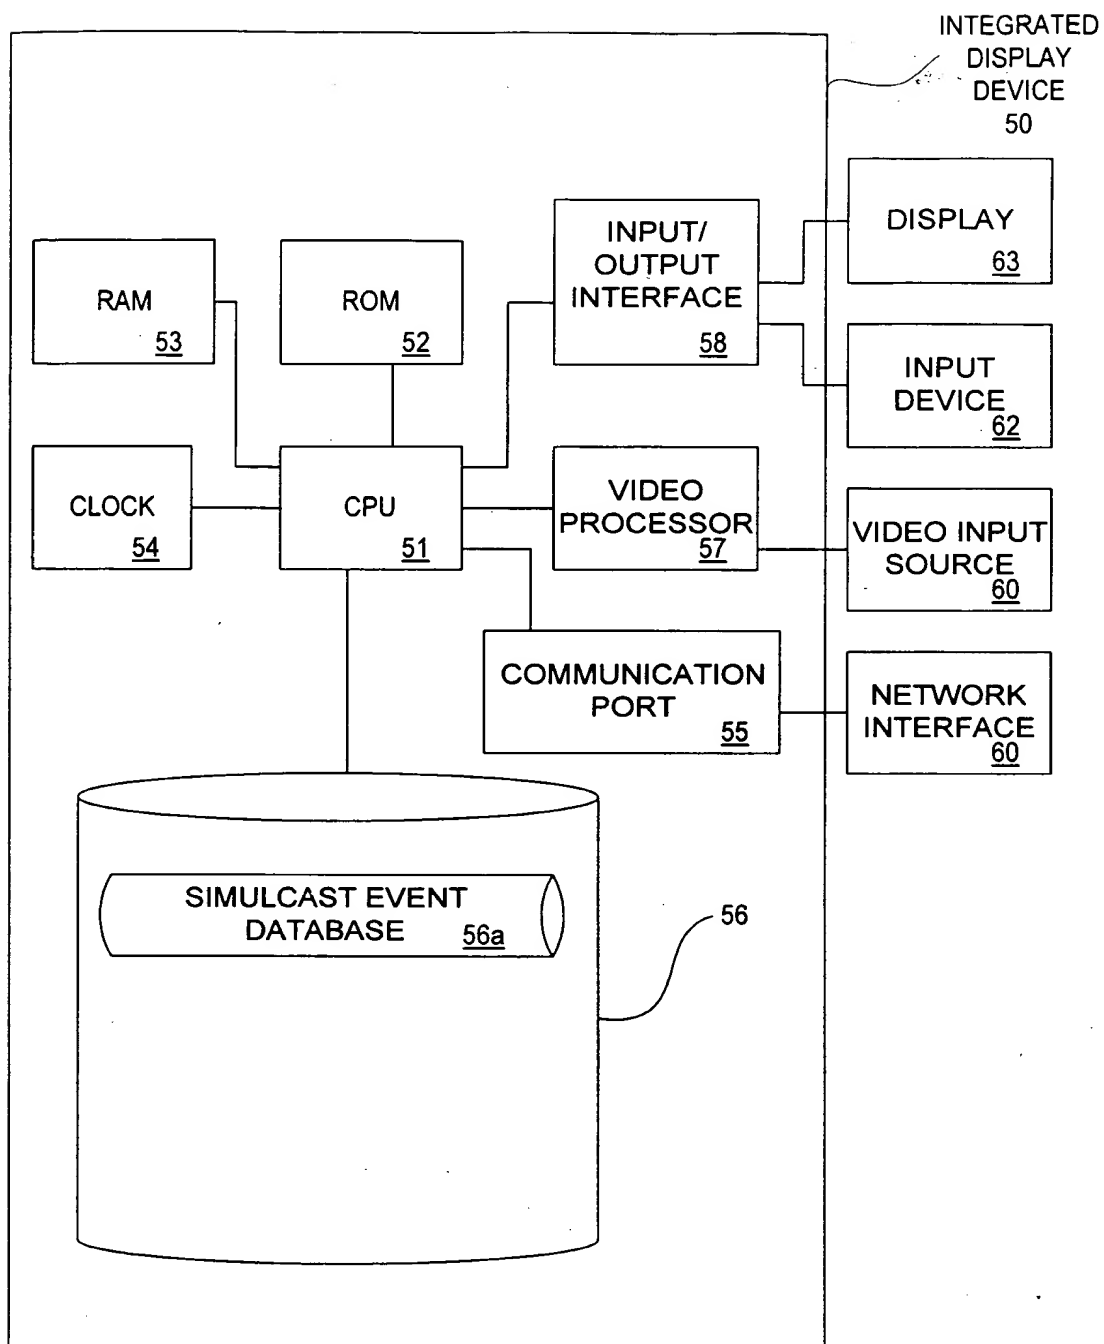 INTEGRATED
DISPLAY
DEVICE
50
DISPLAY
63
INPUT/
OUTPUT
INTERFACE
58
RAM
53
ROM
52
INPUT
DEVICE
62
CLOCK
54
CPU
51
VIDEO
PROCESSOR
57
VIDEO INPUT
SOURCE
60
COMMUNICATION
PORT
55
NETWORK
INTERFACE
60
SIMULCAST EVENT
DATABASE
56a
56